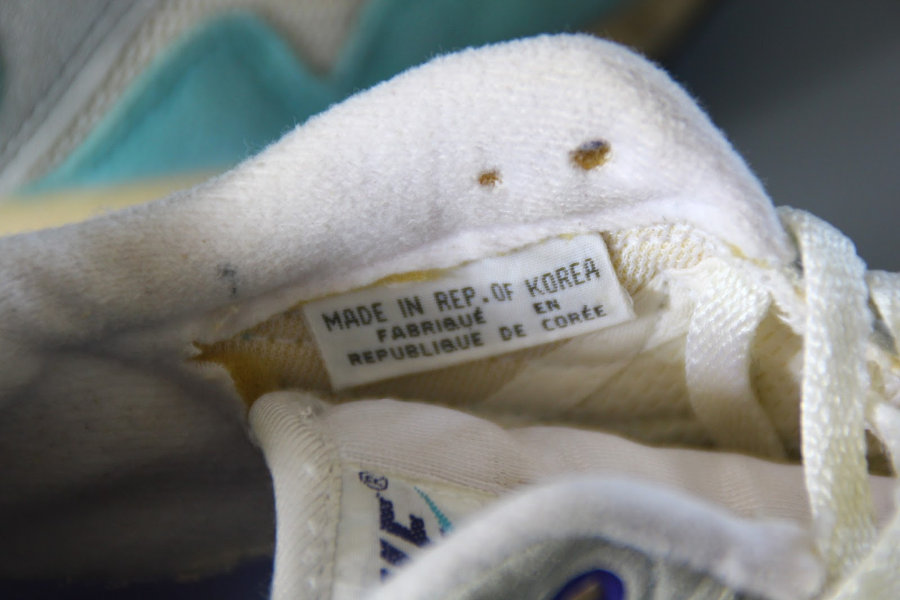 MADE IN REP. OF KOREA
FABRIQUÉ EN
REPUBLIQUE DE CORÉE